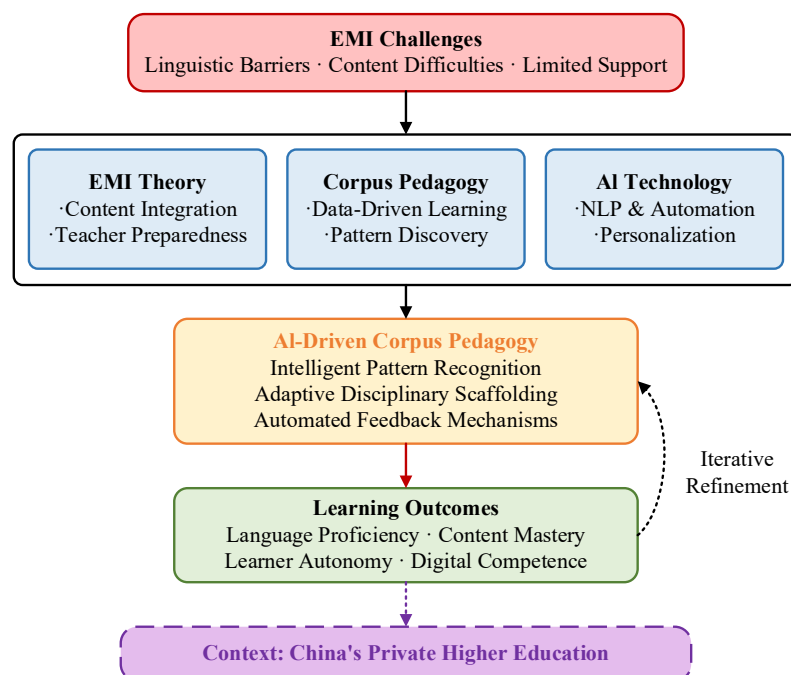 EMI Challenges
Linguistic Barriers · Content Difficulties · Limited Support
EMI Theory
·Content Integration
·Teacher Preparedness
Corpus Pedagogy
·Data-Driven Learning
·Pattern Discovery
AI Technology
·NLP & Automation
·Personalization
AI-Driven Corpus Pedagogy
Intelligent Pattern Recognition
Adaptive Disciplinary Scaffolding
Automated Feedback Mechanisms
Iterative
Refinement
Learning Outcomes
Language Proficiency · Content Mastery
Learner Autonomy · Digital Competence
Context: China's Private Higher Education